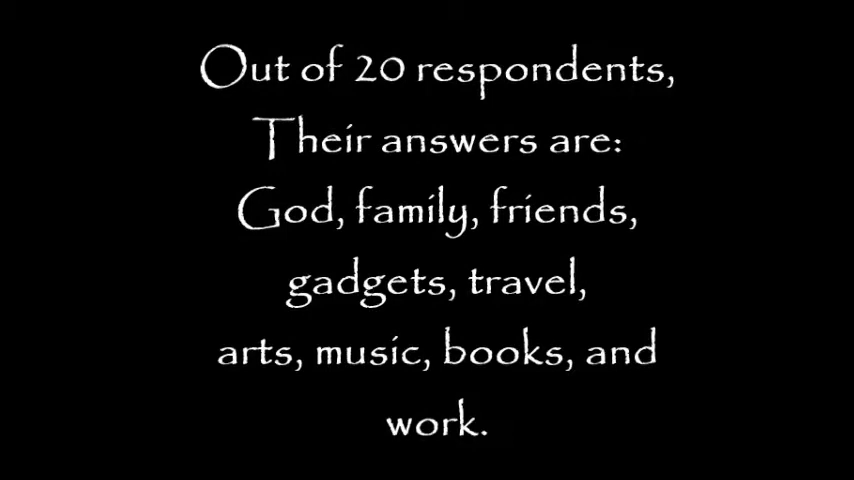 Out of 20 respondents,
Their answers are:
God, family, friends,
gadgets, travel,
arts, music, books, and
work.